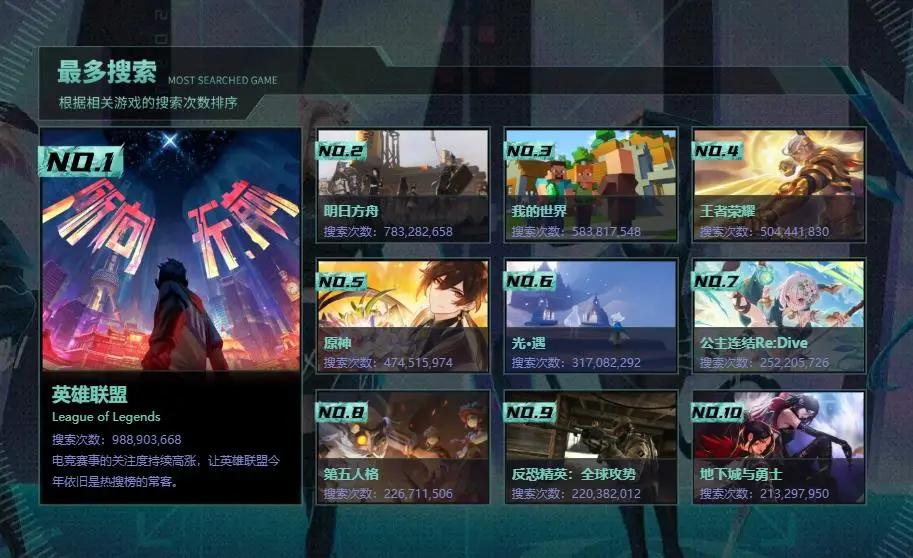 最多搜索 MOST SEARCHED GAME
根据相关游戏的搜索次数排序
NO.1
所向
不羁
英雄联盟
League of Legends
搜索次数：988,903,668
电竞赛事的关注度持续高涨，让英雄联盟今
年依旧是热搜榜的常客。
NO.2
明日方舟
搜索次数：783,282,658
NO.3
我的世界
搜索次数：583,817,548
NO.4
王者荣耀
搜索次数：504,441,830
NO.5
原神
搜索次数：474,515,974
NO.6
光•遇
搜索次数：317,082,292
NO.7
公主连结Re:Dive
搜索次数：252,205,726
NO.8
第五人格
搜索次数：226,711,506
NO.9
反恐精英：全球攻势
搜索次数：220,382,012
NO.10
地下城与勇士
搜索次数：213,297,950